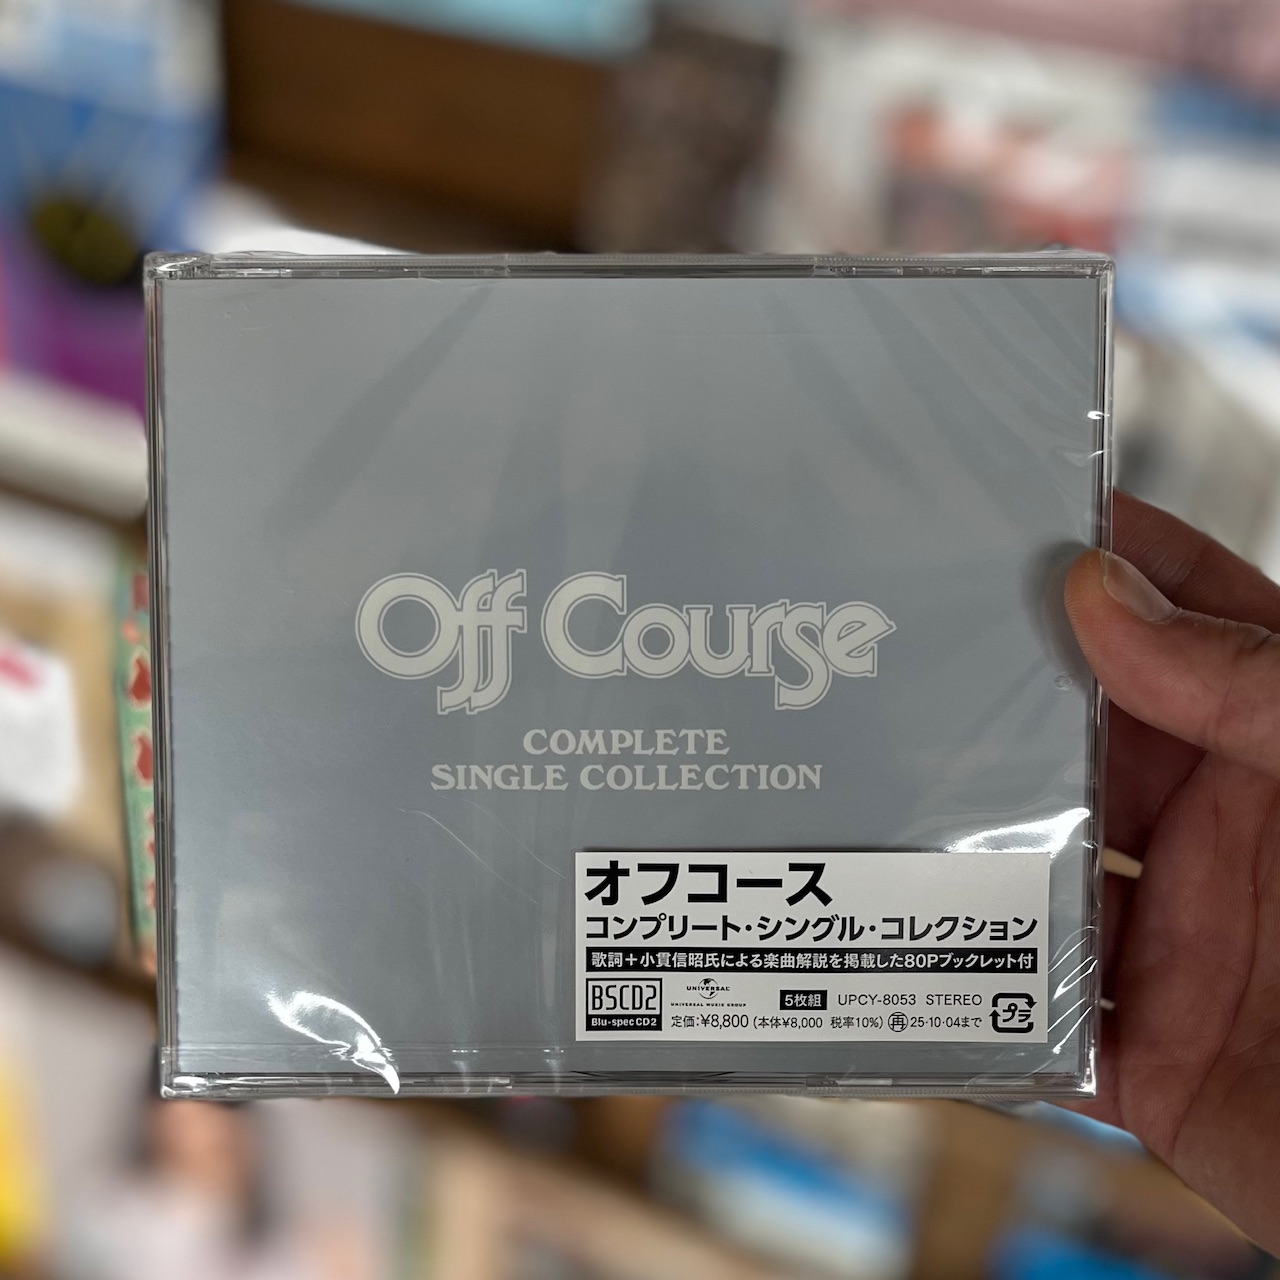 Off Course
COMPLETE
SINGLE COLLECTION
オフコース
コンプリート・シングル・コレクション
歌詞+小貫信昭氏による楽曲解説を掲載した80Pブックレット付
BSCD2
Blu-spec CD 2
UNIVERSAL
UNIVERSAL MUSIC GROUP
5枚組 UPCY-8053 STEREO
定価:¥8,800 (本体¥8,000 税率10%) 再 25・10・04まで
プラ